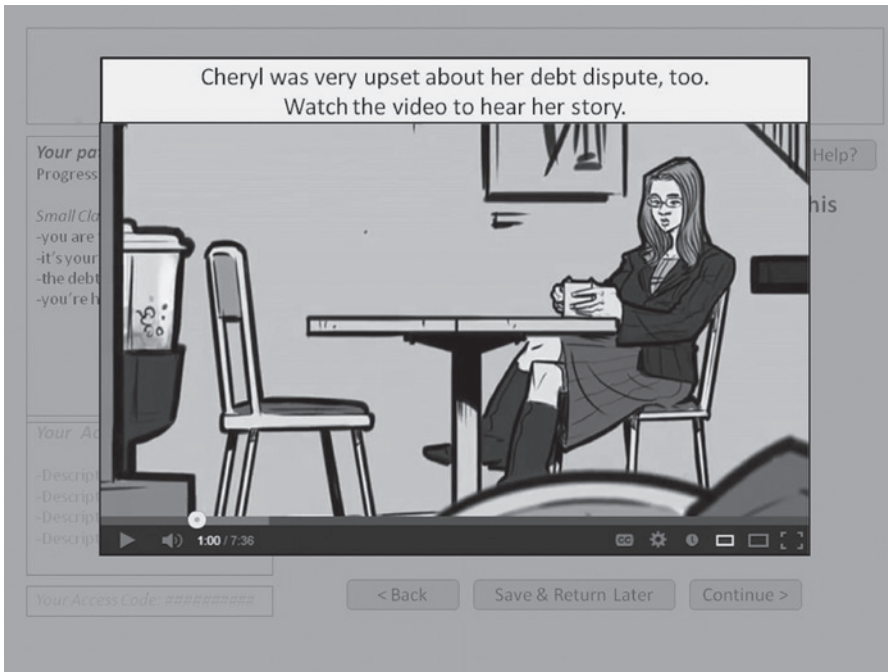 Cheryl was very upset about her debt dispute, too.
Watch the video to hear her story.
Your pa
Progress
Help?
his
Small Cla
-you are
-it's your
-the debt
-you're h
Your Ac
-Descript
-Descript
-Descript
-Descript
1:00 / 7:36
CC
Your Access Code: ##########
< Back
Save & Return Later
Continue >